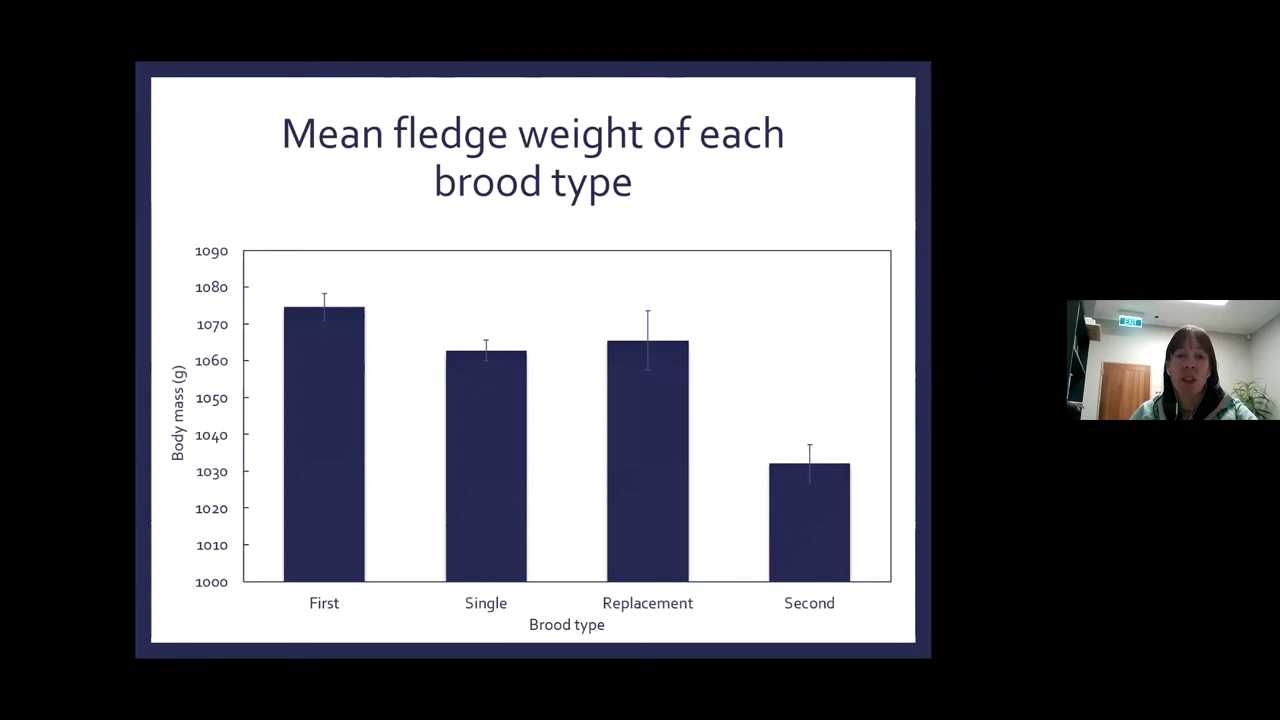 Mean fledge weight of each
brood type
1090
1080
1070
1060
1050
1040
1030
1020
1010
1000
Body mass (g)
First
Single
Replacement
Second
Brood type
EXIT